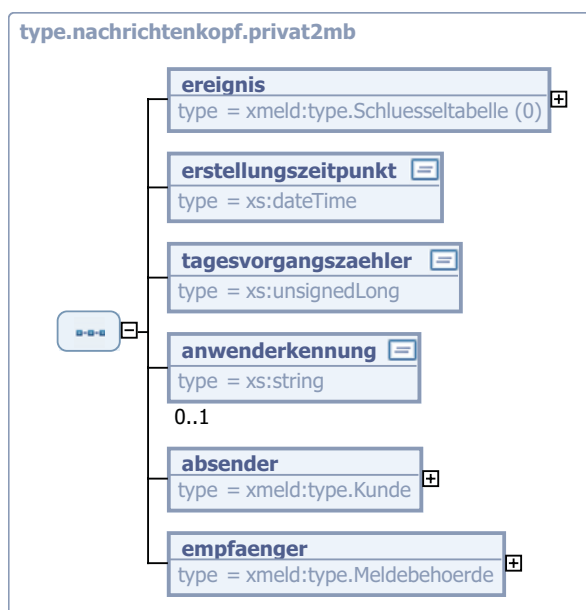 type.nachrichtenkopf.privat2mb
ereignis
type = xmeld:type.Schluesseltabelle (0)
erstellungszeitpunkt
type = xs:dateTime
tagesvorgangszaehler
type = xs:unsignedLong
anwenderkennung
type = xs:string
0..1
absender
type = xmeld:type.Kunde
empfaenger
type = xmeld:type.Meldebehoerde